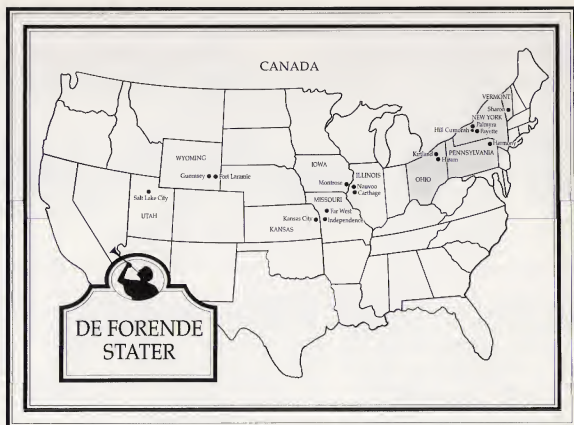 CANADA
VERMONT
Sharon
NEW YORK
Palmyra
Hill Cumorah
Fayette
Harmony
PENNSYLVANIA
Kirtland
Hiram
OHIO
WYOMING
Guernsey
Fort Laramie
IOWA
Montrose
ILLINOIS
Nauvoo
Carthage
Salt Lake City
UTAH
MISSOURI
Far West
Kansas City
Independence
KANSAS
DE FORENDE
STATER